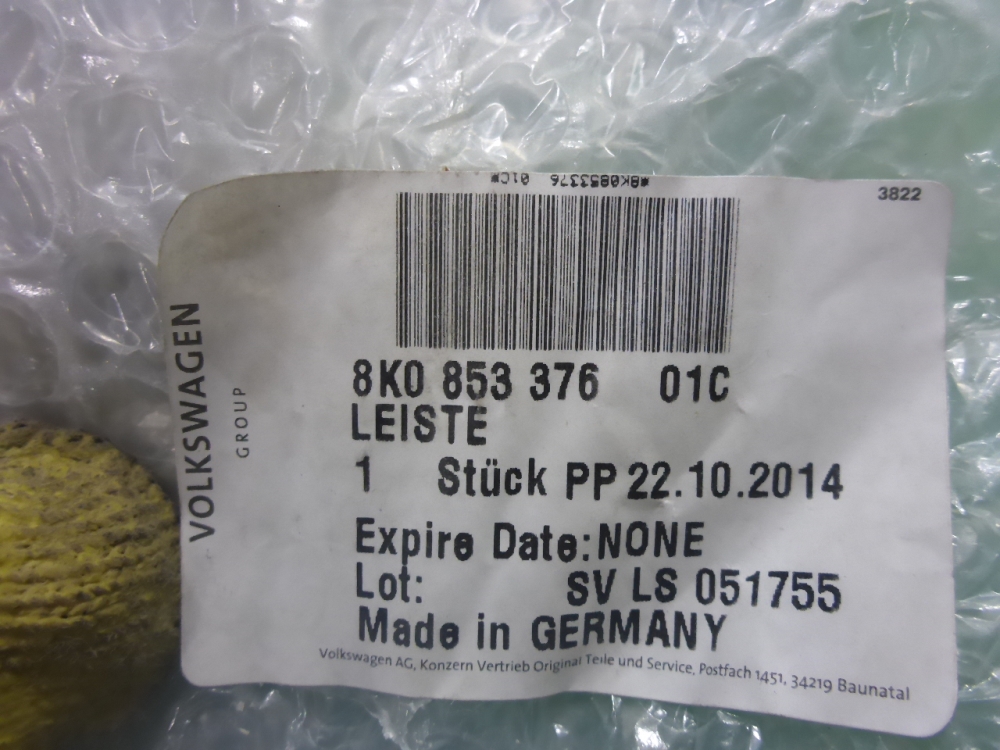 *8K0853376 01C*
3822
VOLKSWAGEN
GROUP
8K0 853 376 01C
LEISTE
1 Stück PP 22.10.2014
Expire Date:NONE
Lot: SV LS 051755
Made in GERMANY
Volkswagen AG, Konzern Vertrieb Original Teile und Service, Postfach 1451, 34219 Baunatal